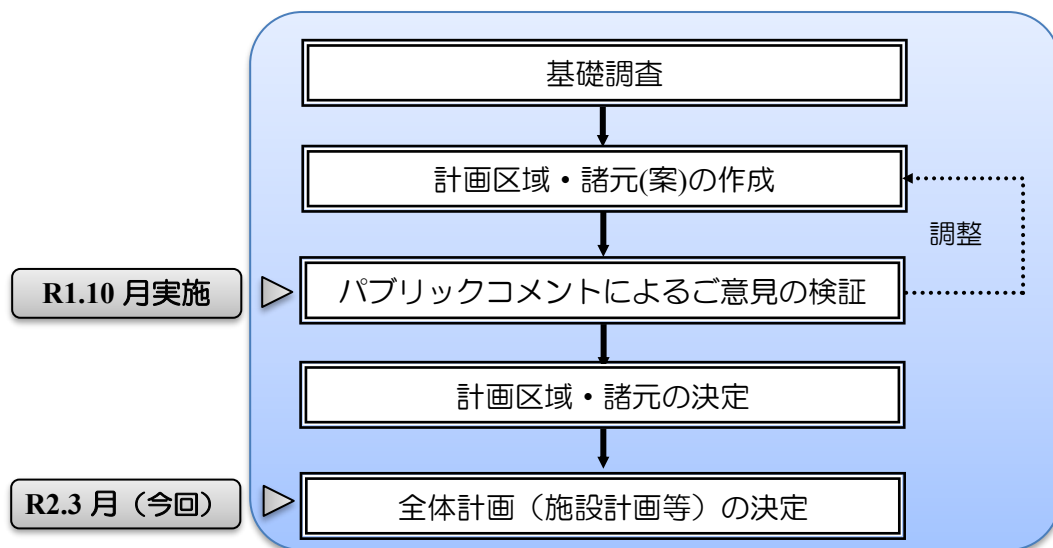 基礎調査
計画区域・諸元(案)の作成
調整
R1.10 月実施
パブリックコメントによるご意見の検証
計画区域・諸元の決定
R2.3 月（今回）
全体計画（施設計画等）の決定